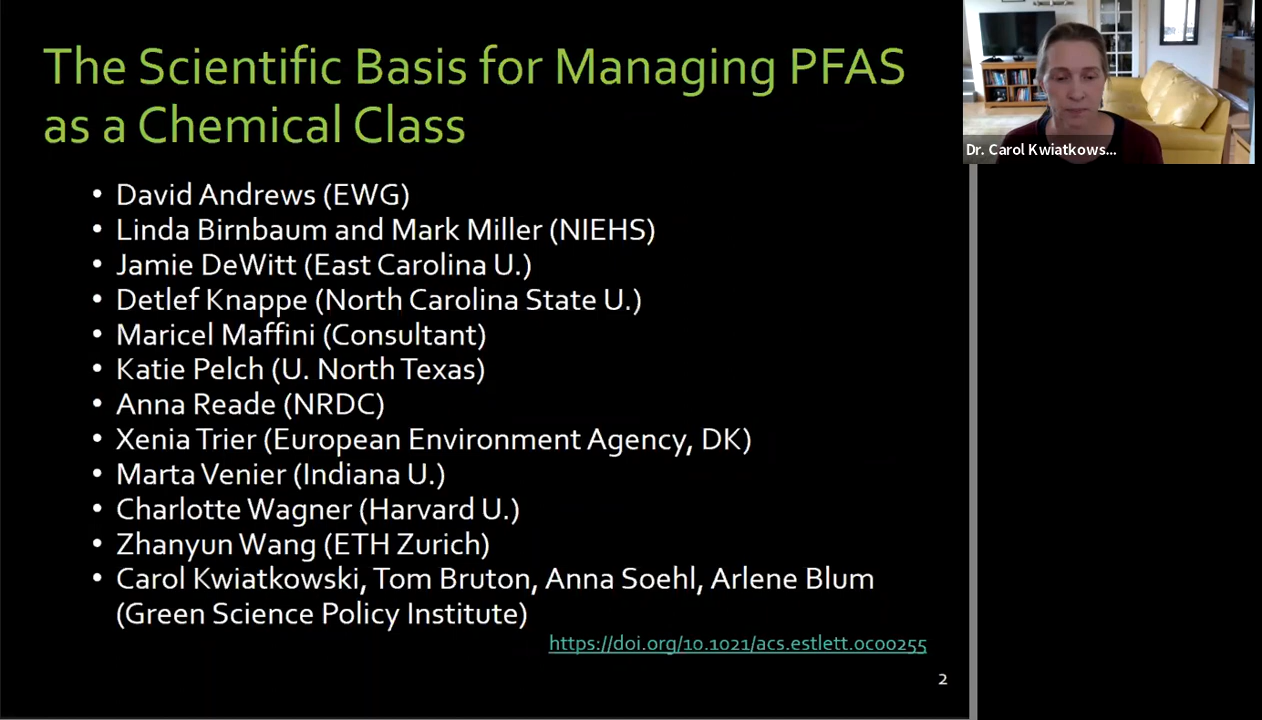 The Scientific Basis for Managing PFAS
as a Chemical Class
• David Andrews (EWG)
• Linda Birnbaum and Mark Miller (NIEHS)
• Jamie DeWitt (East Carolina U.)
• Detlef Knappe (North Carolina State U.)
• Maricel Maffini (Consultant)
• Katie Pelch (U. North Texas)
• Anna Reade (NRDC)
• Xenia Trier (European Environment Agency, DK)
• Marta Venier (Indiana U.)
• Charlotte Wagner (Harvard U.)
• Zhanyun Wang (ETH Zurich)
• Carol Kwiatkowski, Tom Bruton, Anna Soehl, Arlene Blum
(Green Science Policy Institute)
https://doi.org/10.1021/acs.estlett.0c00255
2
Dr. Carol Kwiatkows...